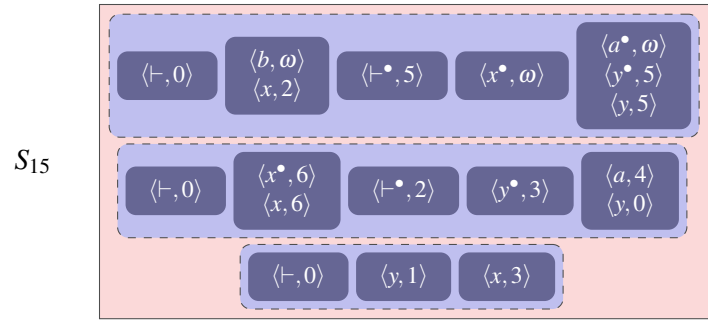 S₁₅
⟨⊢, 0⟩ ⟨b, ω⟩ ⟨x, 2⟩ ⟨⊢•, 5⟩ ⟨x•, ω⟩ ⟨a•, ω⟩ ⟨y•, 5⟩ ⟨y, 5⟩
⟨⊢, 0⟩ ⟨x•, 6⟩ ⟨x, 6⟩ ⟨⊢•, 2⟩ ⟨y•, 3⟩ ⟨a, 4⟩ ⟨y, 0⟩
⟨⊢, 0⟩ ⟨y, 1⟩ ⟨x, 3⟩